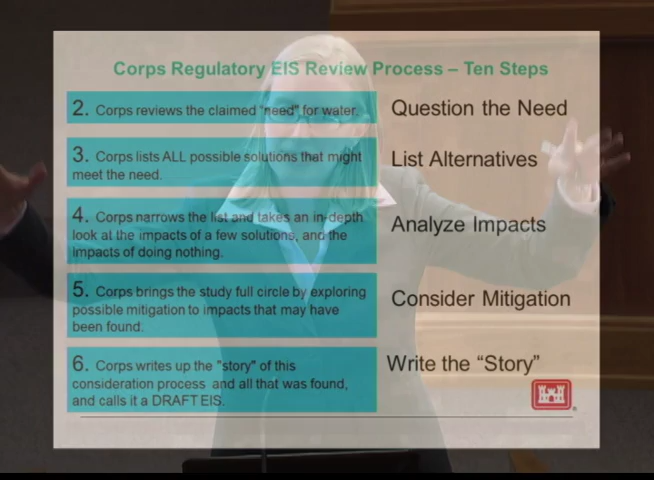 Corps Regulatory EIS Review Process – Ten Steps
2. Corps reviews the claimed "need" for water.
Question the Need
3. Corps lists ALL possible solutions that might
meet the need.
List Alternatives
4. Corps narrows the list and takes an in-depth
look at the impacts of a few solutions, and the
impacts of doing nothing.
Analyze Impacts
5. Corps brings the study full circle by exploring
possible mitigation to impacts that may have
been found.
Consider Mitigation
6. Corps writes up the "story" of this
consideration process and all that was found,
and calls it a DRAFT EIS.
Write the “Story”